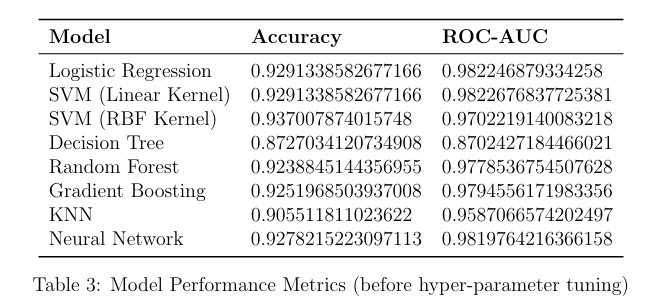 Model Accuracy ROC-AUC
Logistic Regression 0.9291338582677166 0.982246879334258
SVM (Linear Kernel) 0.9291338582677166 0.9822676837725381
SVM (RBF Kernel) 0.937007874015748 0.9702219140083218
Decision Tree 0.8727034120734908 0.8702427184466021
Random Forest 0.9238845144356955 0.9778536754507628
Gradient Boosting 0.9251968503937008 0.9794556171983356
KNN 0.905511811023622 0.9587066574202497
Neural Network 0.9278215223097113 0.9819764216366158
Table 3: Model Performance Metrics (before hyper-parameter tuning)